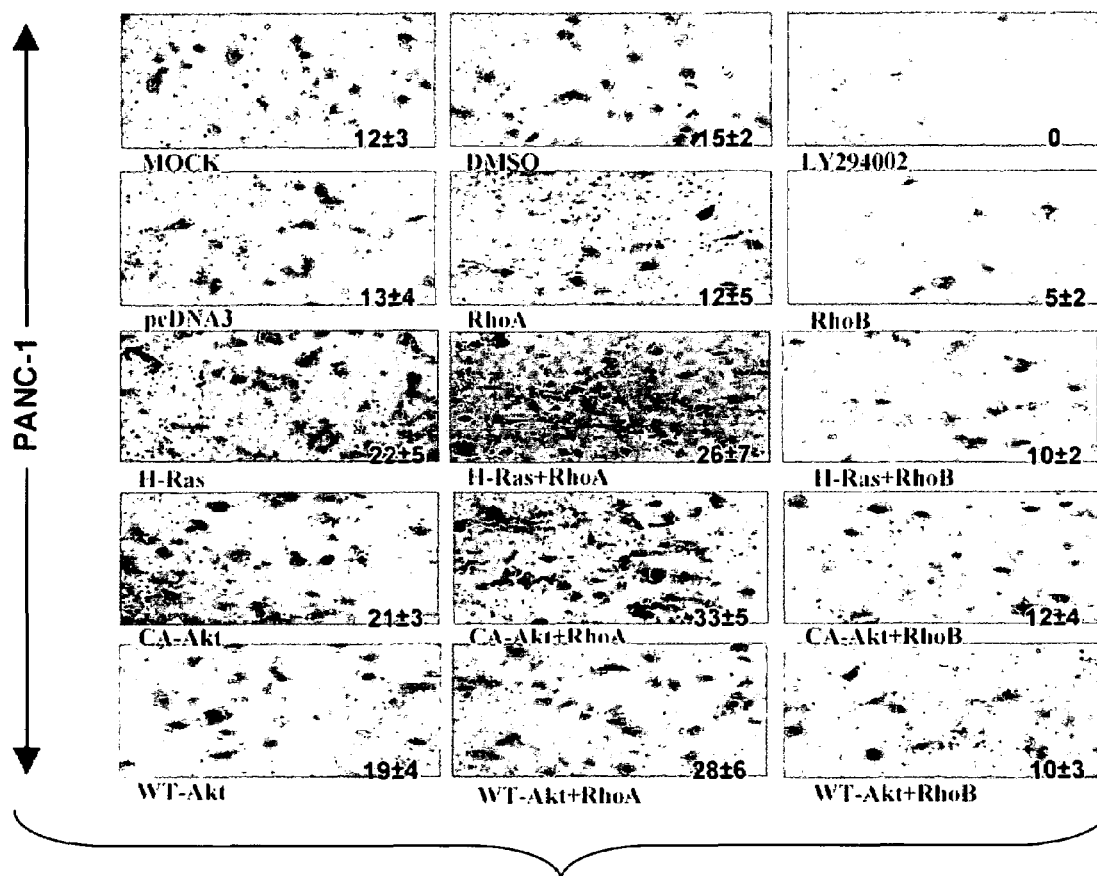 PANC-1
12±3 15±2 0
MOCK DMSO LY294002
13±4 12±5 5±2
pcDNA3 RhoA RhoB
22±5 26±7 10±2
H-Ras H-Ras+RhoA H-Ras+RhoB
21±3 33±5 12±4
CA-Akt CA-Akt+RhoA CA-Akt+RhoB
19±4 28±6 10±3
WT-Akt WT-Akt+RhoA WT-Akt+RhoB